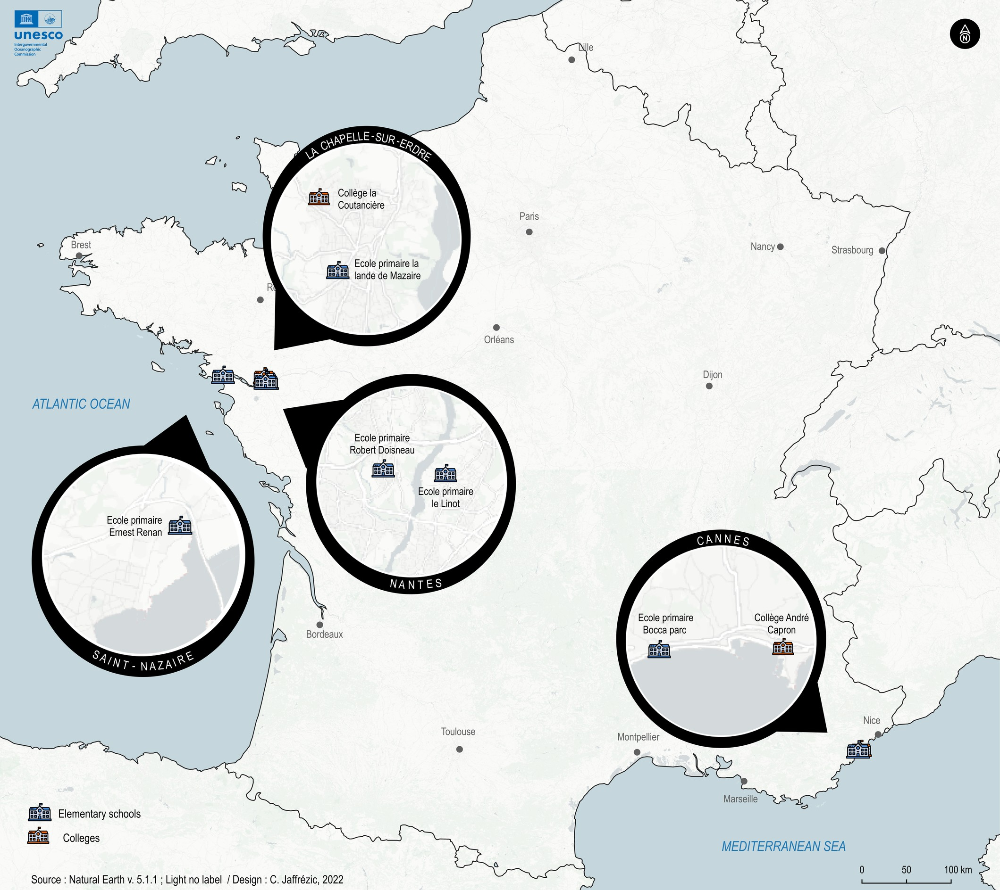 unesco
Intergovernmental
Oceanographic
Commission
N
Lille
LA CHAPELLE-SUR-ERDRE
Collège la
Coutancière
Ecole primaire la
lande de Mazaire
Paris
Nancy
Strasbourg
Brest
Orléans
Dijon
ATLANTIC OCEAN
Ecole primaire
Robert Doisneau
Ecole primaire
le Linot
NANTES
Ecole primaire
Ernest Renan
SAINT- NAZAIRE
CANNES
Ecole primaire
Bocca parc
Collège André
Capron
Bordeaux
Toulouse
Montpellier
Nice
Marseille
Elementary schools
Colleges
MEDITERRANEAN SEA
0 50 100 km
Source : Natural Earth v. 5.1.1 ; Light no label / Design : C. Jaffrézic, 2022